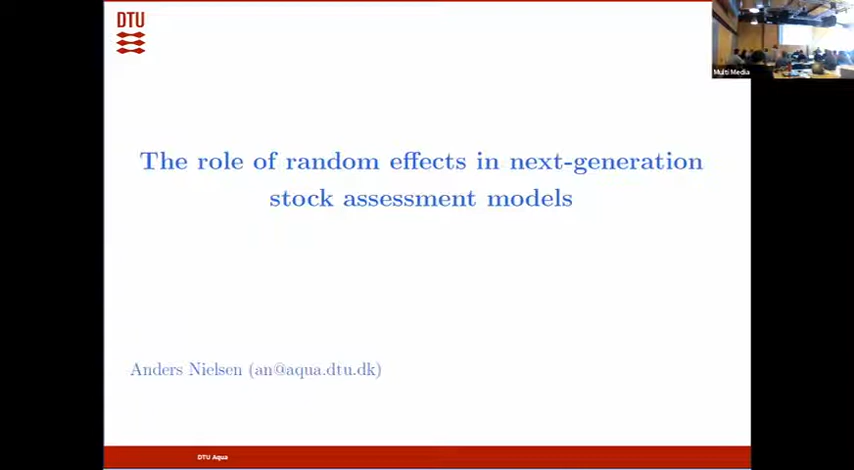 DTU
Multi Media
The role of random effects in next-generation
stock assessment models
Anders Nielsen (an@aqua.dtu.dk)
DTU Aqua